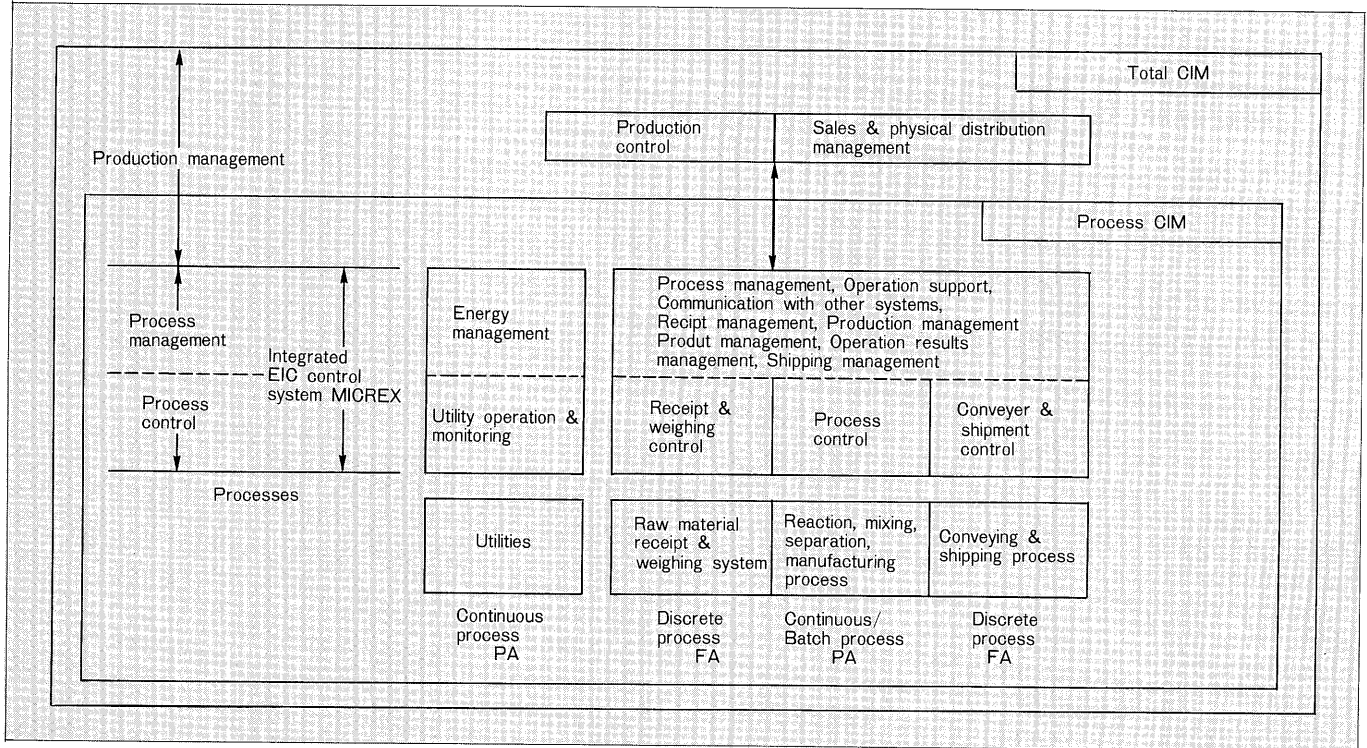 Total CIM
Production
control
Sales & physical distribution
management
Production management
Process CIM
Process
management
Process
control
Integrated
EIC control
system MICREX
Processes
Energy
management
Utility operation &
monitoring
Process management, Operation support,
Communication with other systems,
Recipt management, Production management
Produt management, Operation results
management, Shipping management
Receipt &
weighing
control
Process
control
Conveyer &
shipment
control
Utilities
Raw material
receipt &
weighing system
Reaction, mixing,
separation,
manufacturing
process
Conveying &
shipping process
Continuous
process
PA
Discrete
process
FA
Continuous/
Batch process
PA
Discrete
process
FA